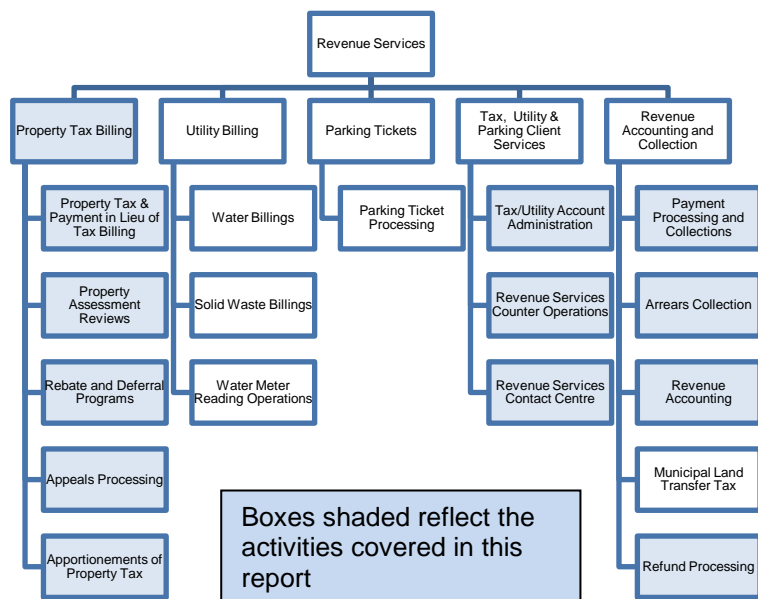 Revenue Services
Property Tax Billing
Utility Billing
Parking Tickets
Tax, Utility &
Parking Client
Services
Revenue
Accounting and
Collection
Property Tax &
Payment in Lieu of
Tax Billing
Property
Assessment
Reviews
Rebate and Deferral
Programs
Appeals Processing
Apportionements of
Property Tax
Water Billings
Solid Waste Billings
Water Meter
Reading Operations
Parking Ticket
Processing
Tax/Utility Account
Administration
Revenue Services
Counter Operations
Revenue Services
Contact Centre
Payment
Processing and
Collections
Arrears Collection
Revenue
Accounting
Municipal Land
Transfer Tax
Refund Processing
Boxes shaded reflect the
activities covered in this
report